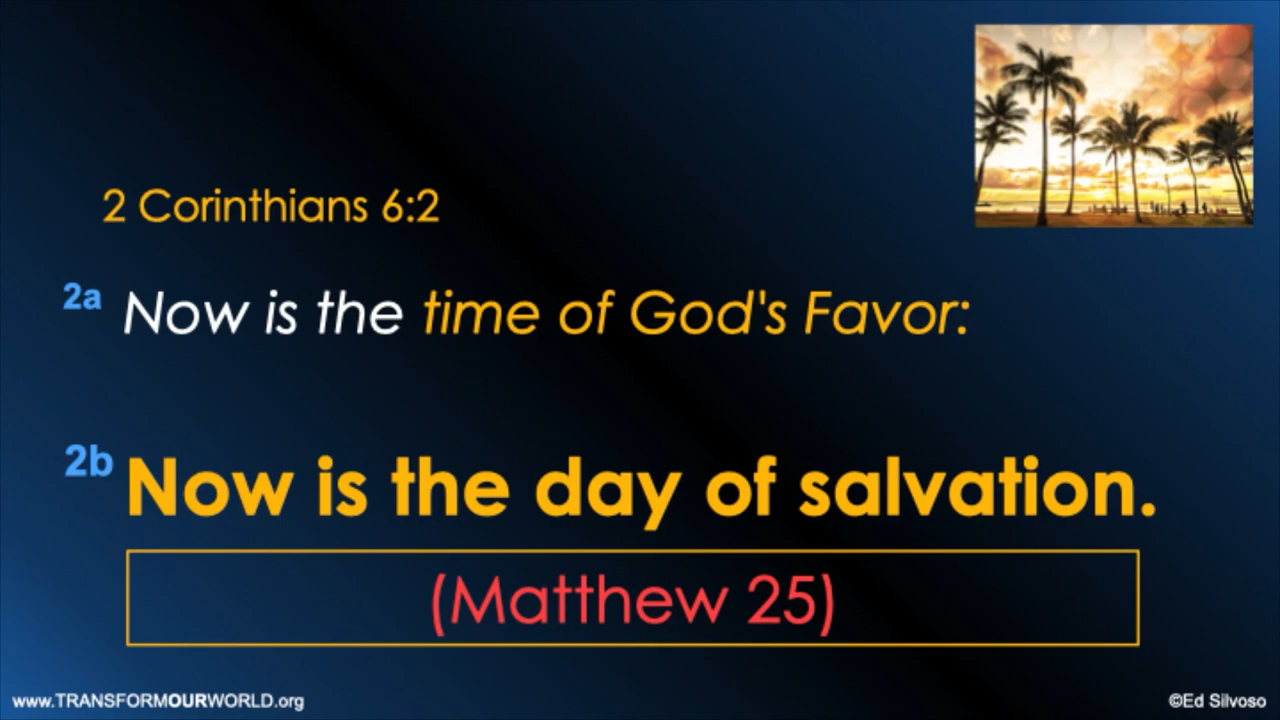 2 Corinthians 6:2
2a Now is the time of God's Favor:
2b Now is the day of salvation.
(Matthew 25)
www.TRANSFORMOURWORLD.org
©Ed Silvoso